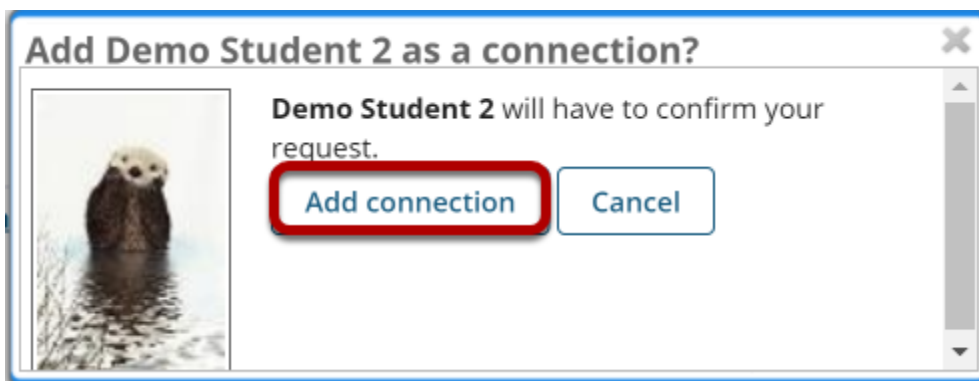 Add Demo Student 2 as a connection?
Demo Student 2 will have to confirm your
request.
Add connection
Cancel